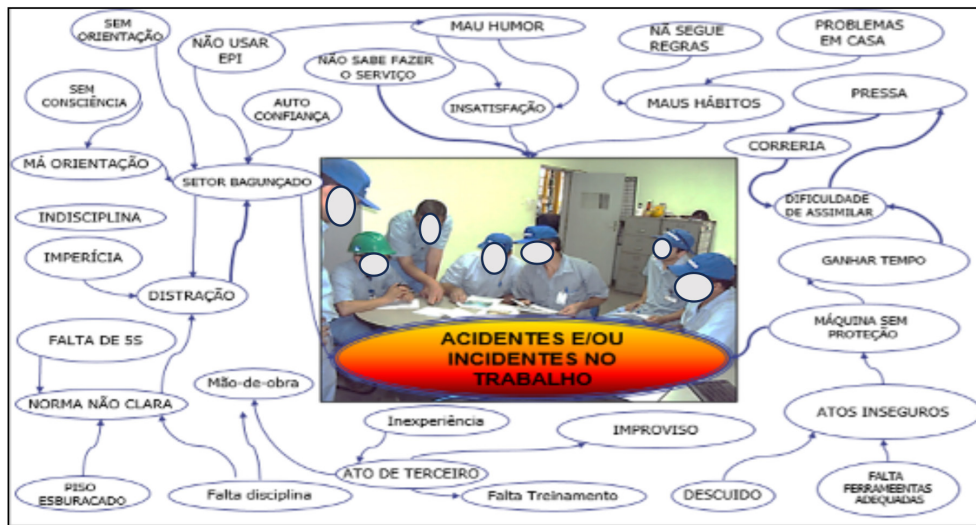 SEM
ORIENTAÇÃO
NÃO USAR
EPI
MAU HUMOR
NÃ SEGUE
REGRAS
PROBLEMAS
EM CASA
NÃO SABE FAZER
O SERVIÇO
SEM
CONSCIÊNCIA
AUTO
CONFIANÇA
INSATISFAÇÃO
MAUS HÁBITOS
PRESSA
CORRERIA
MÁ ORIENTAÇÃO
SETOR BAGUNÇADO
DIFICULDADE
DE ASSIMILAR
INDISCIPLINA
IMPERÍCIA
GANHAR TEMPO
DISTRAÇÃO
MÁQUINA SEM
PROTEÇÃO
FALTA DE 5S
ACIDENTES E/OU
INCIDENTES NO
TRABALHO
Mão-de-obra
NORMA NÃO CLARA
ATOS INSEGUROS
Inexperiência
IMPROVISO
ATO DE TERCEIRO
PISO
ESBURACADO
Falta disciplina
Falta Treinamento
DESCUIDO
FALTA
FERRAMEENTAS
ADEQUADAS